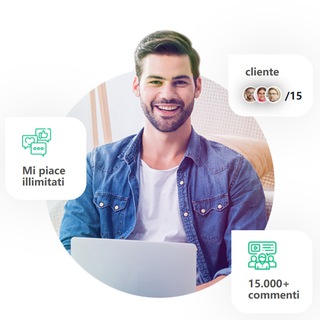 cliente
/15
Mi piace
illimitati
15.000+
commenti